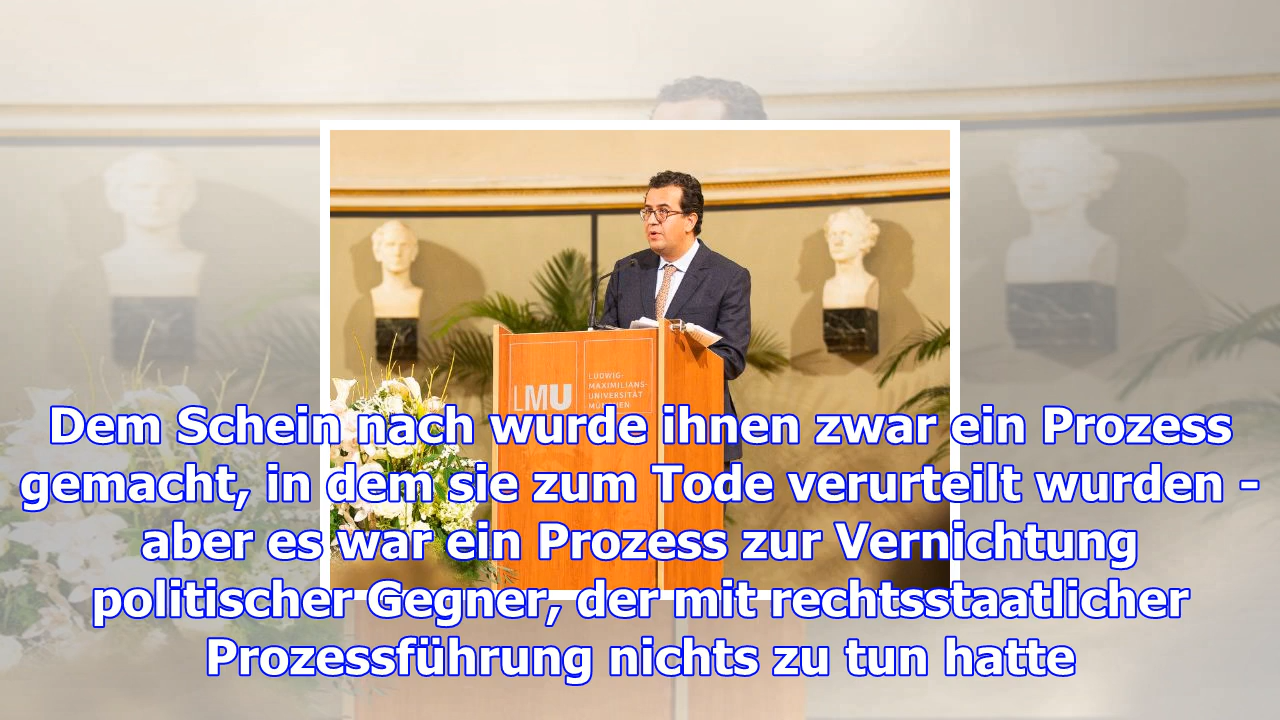 LMU
LUDWIG-
MAXIMILIANS-
UNIVERSITÄT
MÜNCHEN
Dem Schein nach wurde ihnen zwar ein Prozess
gemacht, in dem sie zum Tode verurteilt wurden -
aber es war ein Prozess zur Vernichtung
politischer Gegner, der mit rechtsstaatlicher
Prozessführung nichts zu tun hatte